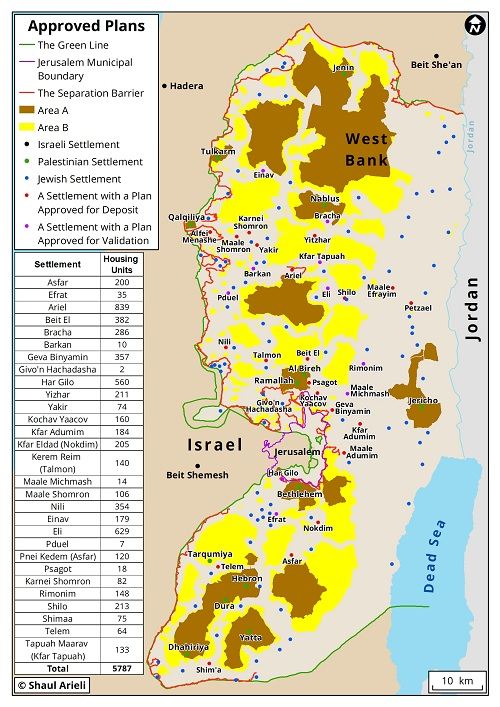 Approved Plans
The Green Line
Jerusalem Municipal
Boundary
The Separation Barrier
Area A
Area B
Israeli Settlement
Palestinian Settlement
Jewish Settlement
A Settlement with a Plan
Approved for Deposit
A Settlement with a Plan
Approved for Validation
Settlement Housing Units
Asfar 200
Efrat 35
Ariel 839
Beit El 382
Bracha 286
Barkan 10
Geva Binyamin 357
Givo'n Hachadasha 2
Har Gilo 560
Yizhar 211
Yakir 74
Kochav Yaacov 160
Kfar Adumim 184
Kfar Eldad (Nokdim) 205
Kerem Reim (Talmon) 140
Maale Michmash 14
Maale Shomron 106
Nili 354
Einav 179
Eli 629
Pduel 7
Pnei Kedem (Asfar) 120
Psagot 18
Karnei Shomron 82
Rimonim 148
Shilo 213
Shimaa 75
Telem 64
Tapuah Maarav (Kfar Tapuah) 133
Total 5787
© Shaul Arieli
N
Beit She'an
Hadera
Jenin
Jordan
West
Bank
Tulkarm
Einav
Nablus
Bracha
Qalqiliya
Karnei
Shomron
Alfei
Menashe
Maale
Shomron
Yakir
Yitzhar
Kfar Tapuah
Barkan
Ariel
Pduel
Eli
Shilo
Maale
Efrayim
Petzael
Jordan
Nili
Talmon
Beit El
Al Bireh
Rimonim
Ramallah
Psagot
Maale
Michmash
Kochav
Yaacov
Givo'n
Hachadasha
Geva
Binyamin
Jericho
Kfar
Adumim
Israel
Jerusalem
Maale
Adumim
Beit Shemesh
Har Gilo
Bethlehem
Efrat
Nokdim
Dead Sea
Tarqumiya
Telem
Asfar
Hebron
Dura
Yatta
Dhahiriya
Shim'a
10 km